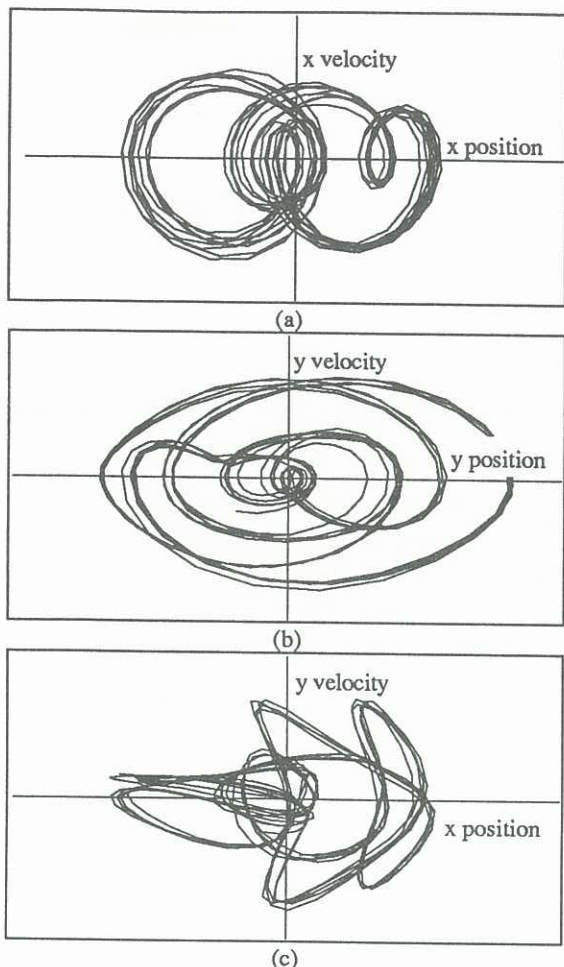 x velocity
x position
(a)
y velocity
y position
(b)
y velocity
x position
(c)